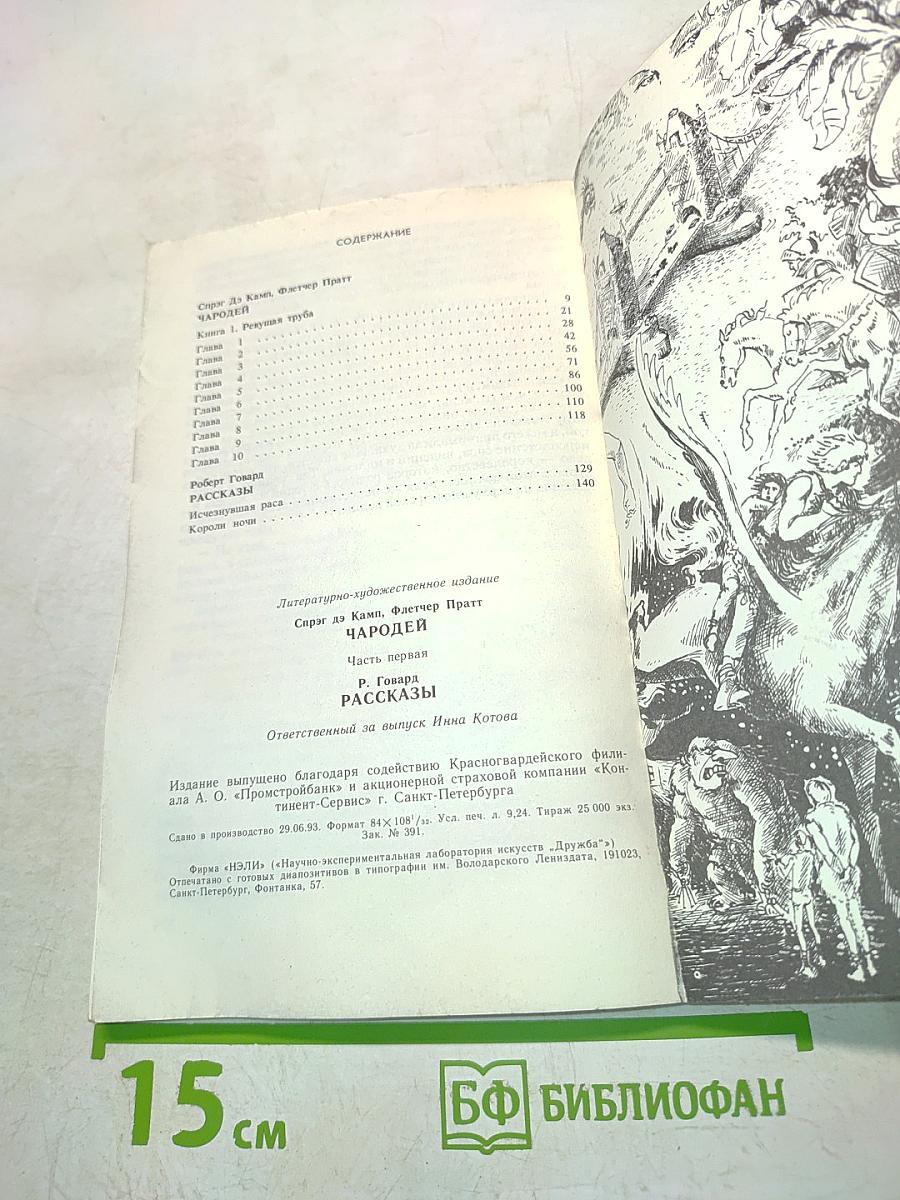 СОДЕРЖАНИЕ
Спрэг Дэ Камп, Флетчер Пратт
ЧАРОДЕЙ
Книга 1. Ревущая труба
Глава 1 . . . . . . . . . . 9
Глава 2 . . . . . . . . . . 21
Глава 3 . . . . . . . . . . 28
Глава 4 . . . . . . . . . . 42
Глава 5 . . . . . . . . . . 56
Глава 6 . . . . . . . . . . 71
Глава 7 . . . . . . . . . . 86
Глава 8 . . . . . . . . . . 100
Глава 9 . . . . . . . . . . 110
Глава 10 . . . . . . . . . . 118
Роберт Говард
РАССКАЗЫ
Исчезнувшая раса . . . . . . . . . . 129
Короли ночи . . . . . . . . . . 140
Литературно-художественное издание
Спрэг дэ Камп, Флетчер Пратт
ЧАРОДЕЙ
Часть первая
Р. Говард
РАССКАЗЫ
Ответственный за выпуск Инна Котова
Издание выпущено благодаря содействию Красногвардейского фили-
ала А. О. «Промстройбанк» и акционерной страховой компании «Кон-
тинент-Сервис» г. Санкт-Петербурга
Сдано в производство 29.06.93. Формат 84×108¹/₃₂. Усл. печ. л. 9,24. Тираж 25 000 экз.
Зак. № 391.
Фирма «НЭЛИ» («Научно-экспериментальная лаборатория искусств „Дружба“»)
Отпечатано с готовых диапозитивов в типографии им. Володарского Лениздата, 191023,
Санкт-Петербург, Фонтанка, 57.
15 см
БФ БИБЛИОФАН